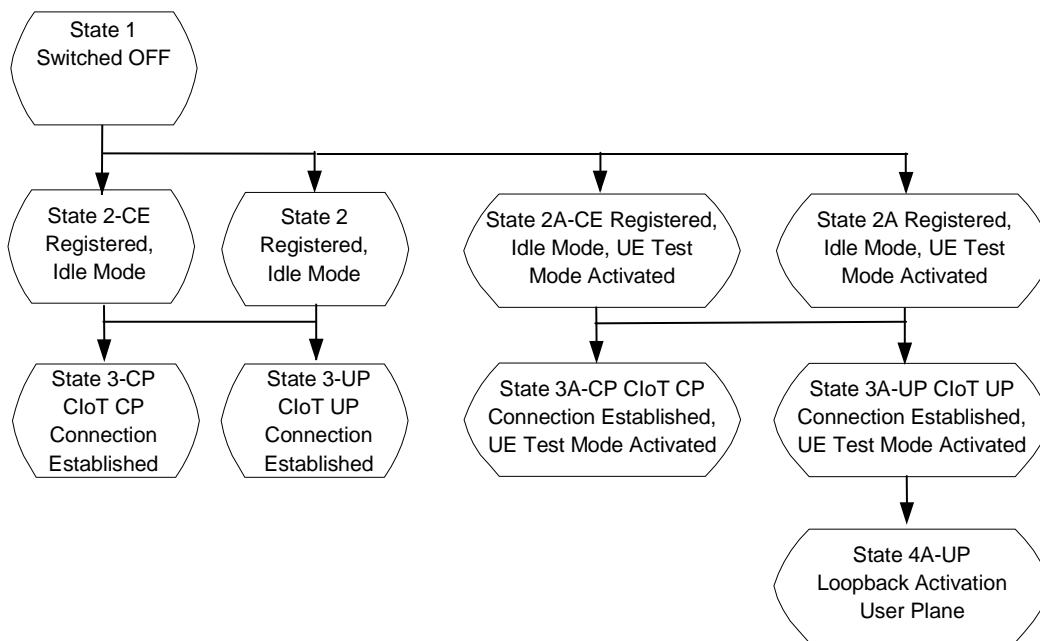 State 1
Switched OFF
State 2-CE
Registered,
Idle Mode
State 2
Registered,
Idle Mode
State 2A-CE Registered,
Idle Mode, UE Test
Mode Activated
State 2A Registered,
Idle Mode, UE Test
Mode Activated
State 3-CP
CIoT CP
Connection
Established
State 3-UP
CIoT UP
Connection
Established
State 3A-CP CIoT CP
Connection Established,
UE Test Mode Activated
State 3A-UP CIoT UP
Connection Established,
UE Test Mode Activated
State 4A-UP
Loopback Activation
User Plane